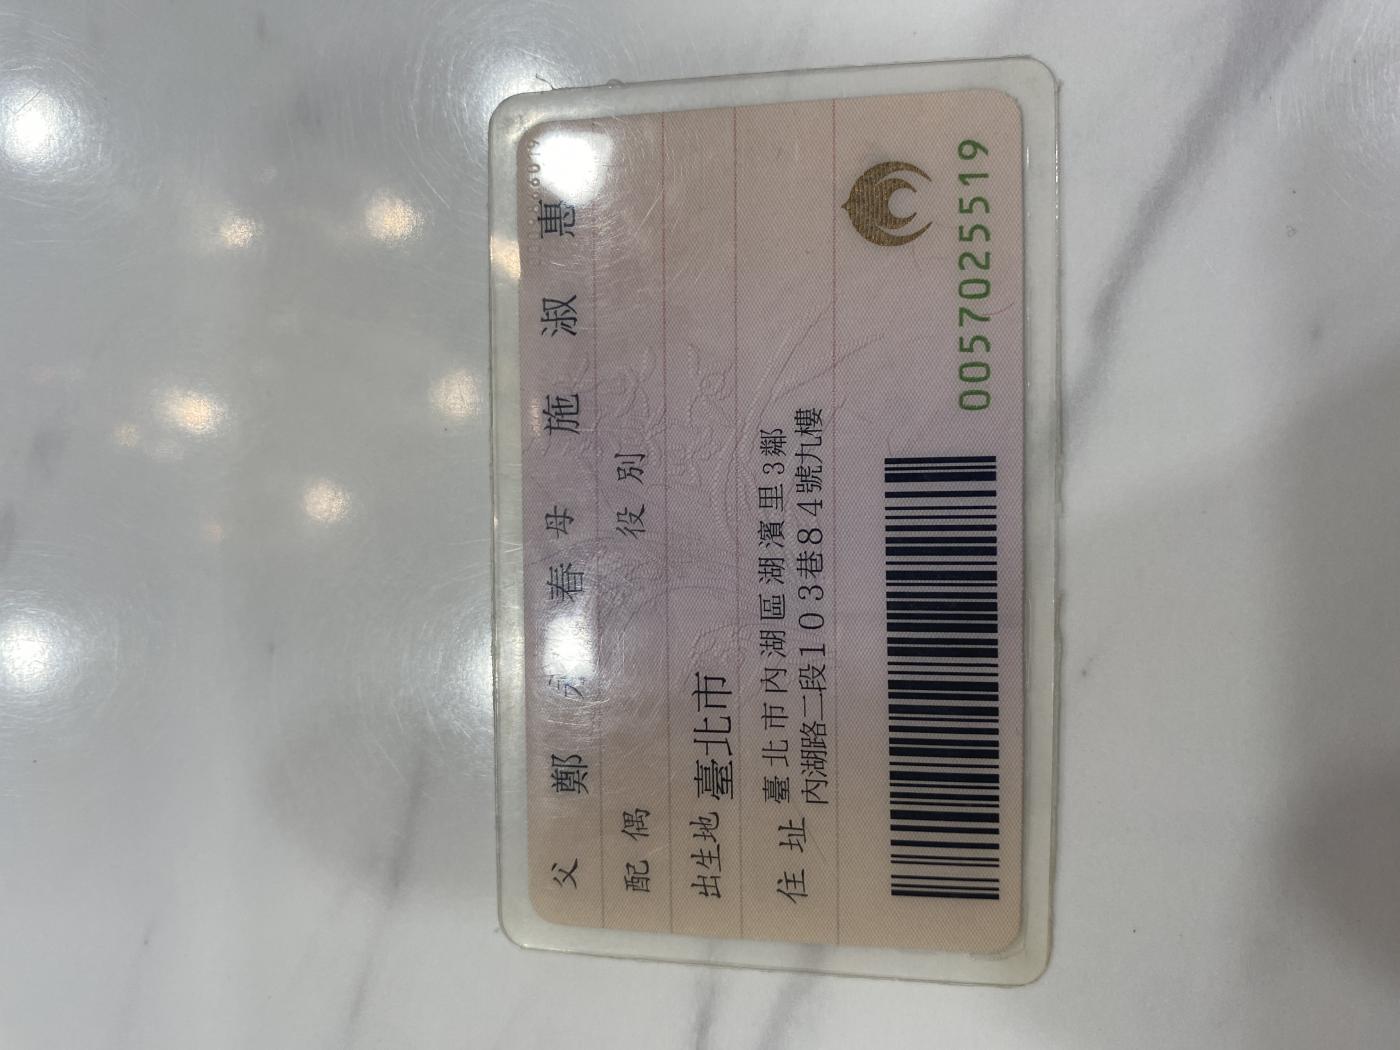 父 鄭 春 母 施 淑 惠
配偶 役別
出生地 臺北市
住址 臺北市內湖區湖濱里3鄰
內湖路二段103巷84號九樓
0057025519